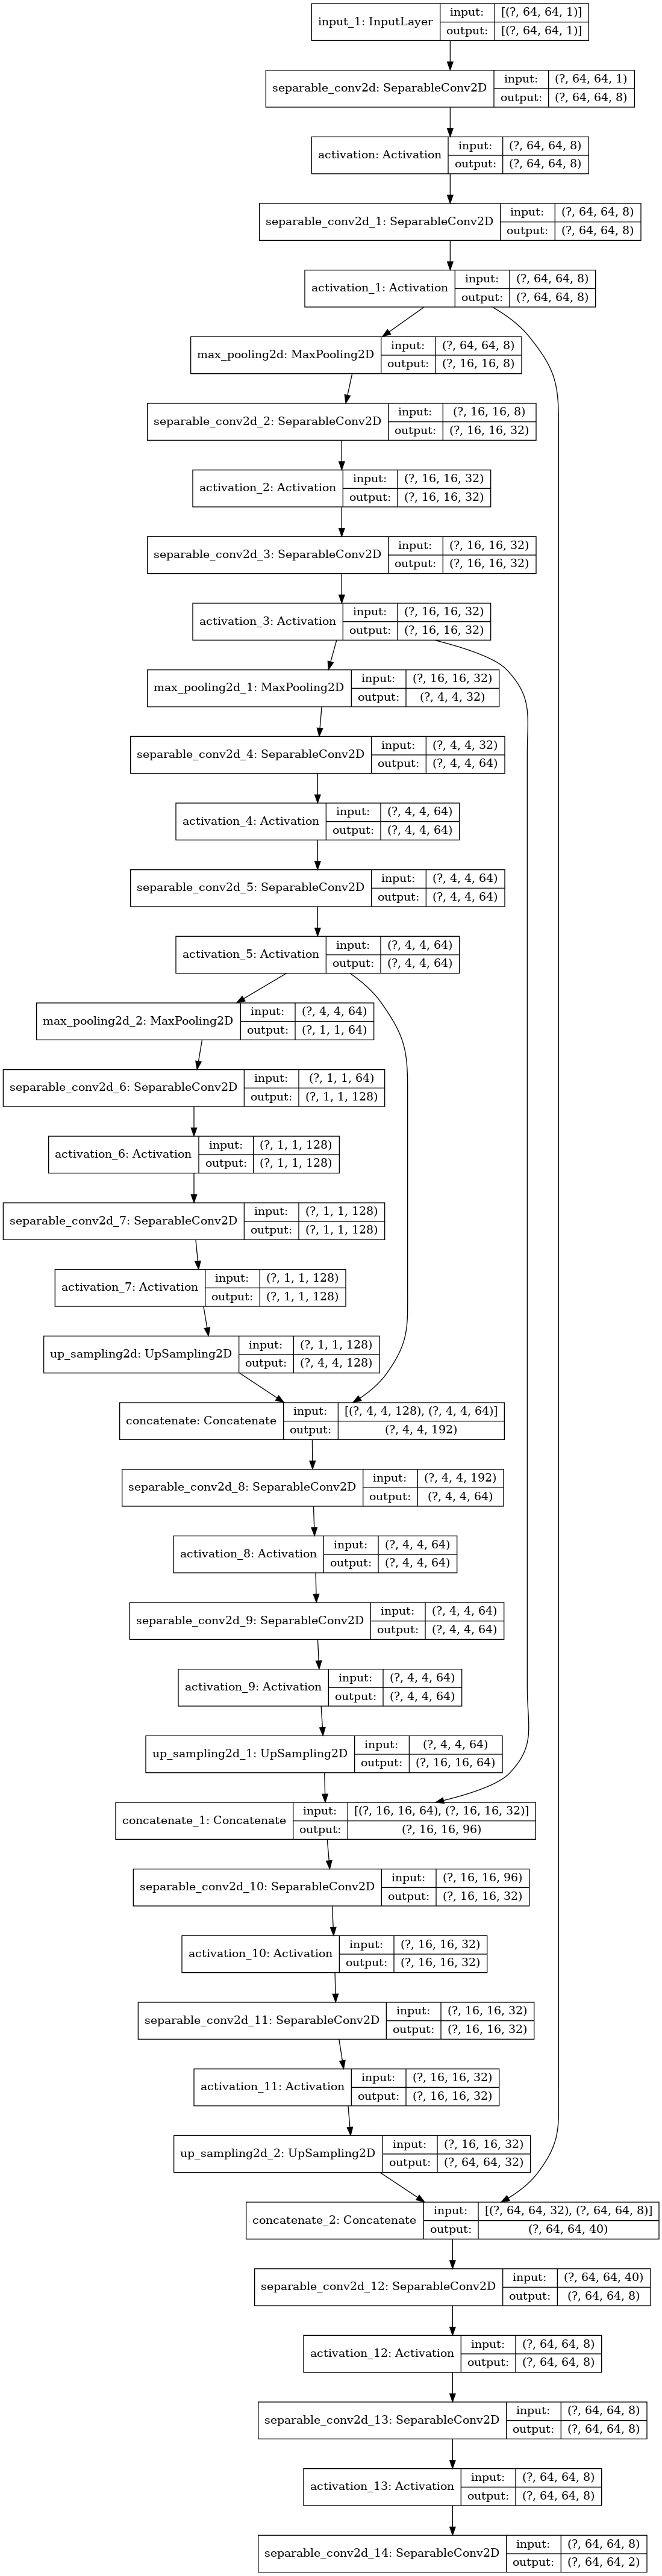 input_1: InputLayer input: [(?, 64, 64, 1)]
output: [(?, 64, 64, 1)]
separable_conv2d: SeparableConv2D input: (?, 64, 64, 1)
output: (?, 64, 64, 8)
activation: Activation input: (?, 64, 64, 8)
output: (?, 64, 64, 8)
separable_conv2d_1: SeparableConv2D input: (?, 64, 64, 8)
output: (?, 64, 64, 8)
activation_1: Activation input: (?, 64, 64, 8)
output: (?, 64, 64, 8)
max_pooling2d: MaxPooling2D input: (?, 64, 64, 8)
output: (?, 16, 16, 8)
separable_conv2d_2: SeparableConv2D input: (?, 16, 16, 8)
output: (?, 16, 16, 32)
activation_2: Activation input: (?, 16, 16, 32)
output: (?, 16, 16, 32)
separable_conv2d_3: SeparableConv2D input: (?, 16, 16, 32)
output: (?, 16, 16, 32)
activation_3: Activation input: (?, 16, 16, 32)
output: (?, 16, 16, 32)
max_pooling2d_1: MaxPooling2D input: (?, 16, 16, 32)
output: (?, 4, 4, 32)
separable_conv2d_4: SeparableConv2D input: (?, 4, 4, 32)
output: (?, 4, 4, 64)
activation_4: Activation input: (?, 4, 4, 64)
output: (?, 4, 4, 64)
separable_conv2d_5: SeparableConv2D input: (?, 4, 4, 64)
output: (?, 4, 4, 64)
activation_5: Activation input: (?, 4, 4, 64)
output: (?, 4, 4, 64)
max_pooling2d_2: MaxPooling2D input: (?, 4, 4, 64)
output: (?, 1, 1, 64)
separable_conv2d_6: SeparableConv2D input: (?, 1, 1, 64)
output: (?, 1, 1, 128)
activation_6: Activation input: (?, 1, 1, 128)
output: (?, 1, 1, 128)
separable_conv2d_7: SeparableConv2D input: (?, 1, 1, 128)
output: (?, 1, 1, 128)
activation_7: Activation input: (?, 1, 1, 128)
output: (?, 1, 1, 128)
up_sampling2d: UpSampling2D input: (?, 1, 1, 128)
output: (?, 4, 4, 128)
concatenate: Concatenate input: [(?, 4, 4, 128), (?, 4, 4, 64)]
output: (?, 4, 4, 192)
separable_conv2d_8: SeparableConv2D input: (?, 4, 4, 192)
output: (?, 4, 4, 64)
activation_8: Activation input: (?, 4, 4, 64)
output: (?, 4, 4, 64)
separable_conv2d_9: SeparableConv2D input: (?, 4, 4, 64)
output: (?, 4, 4, 64)
activation_9: Activation input: (?, 4, 4, 64)
output: (?, 4, 4, 64)
up_sampling2d_1: UpSampling2D input: (?, 4, 4, 64)
output: (?, 16, 16, 64)
concatenate_1: Concatenate input: [(?, 16, 16, 64), (?, 16, 16, 32)]
output: (?, 16, 16, 96)
separable_conv2d_10: SeparableConv2D input: (?, 16, 16, 96)
output: (?, 16, 16, 32)
activation_10: Activation input: (?, 16, 16, 32)
output: (?, 16, 16, 32)
separable_conv2d_11: SeparableConv2D input: (?, 16, 16, 32)
output: (?, 16, 16, 32)
activation_11: Activation input: (?, 16, 16, 32)
output: (?, 16, 16, 32)
up_sampling2d_2: UpSampling2D input: (?, 16, 16, 32)
output: (?, 64, 64, 32)
concatenate_2: Concatenate input: [(?, 64, 64, 32), (?, 64, 64, 8)]
output: (?, 64, 64, 40)
separable_conv2d_12: SeparableConv2D input: (?, 64, 64, 40)
output: (?, 64, 64, 8)
activation_12: Activation input: (?, 64, 64, 8)
output: (?, 64, 64, 8)
separable_conv2d_13: SeparableConv2D input: (?, 64, 64, 8)
output: (?, 64, 64, 8)
activation_13: Activation input: (?, 64, 64, 8)
output: (?, 64, 64, 8)
separable_conv2d_14: SeparableConv2D input: (?, 64, 64, 8)
output: (?, 64, 64, 2)